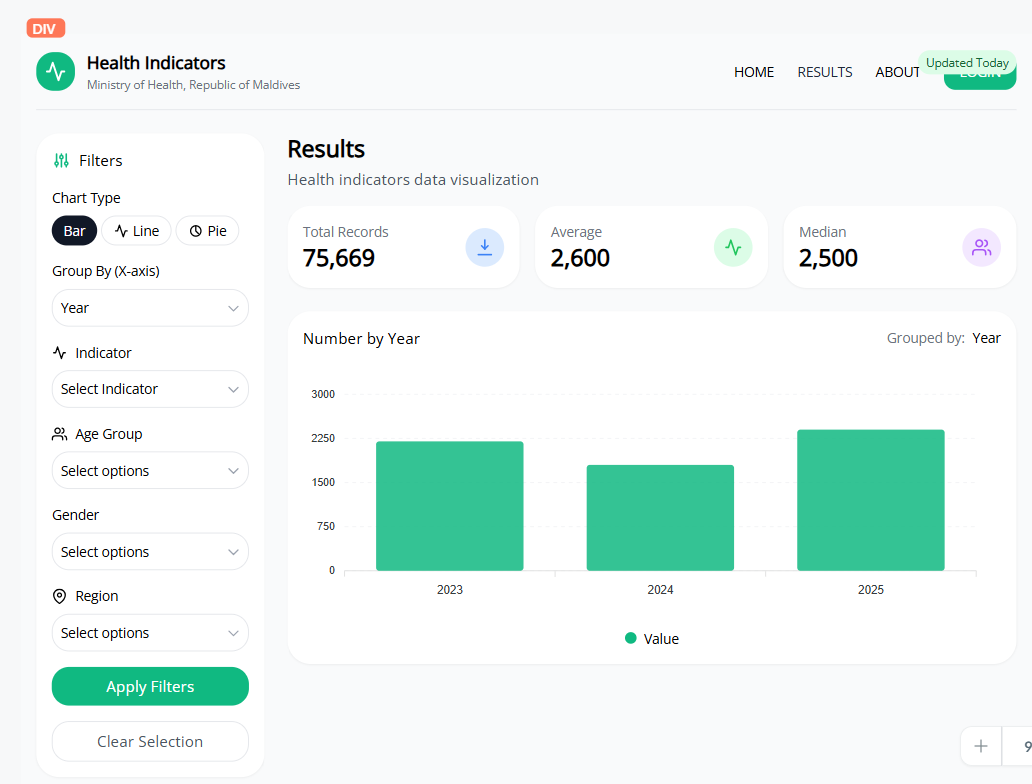 DIV
Health Indicators
Ministry of Health, Republic of Maldives
HOME RESULTS ABOUT
Updated Today
LOGIN
Filters
Chart Type
Bar Line Pie
Group By (X-axis)
Year
Indicator
Select Indicator
Age Group
Select options
Gender
Select options
Region
Select options
Apply Filters
Clear Selection
Results
Health indicators data visualization
Total Records
75,669
Average
2,600
Median
2,500
Number by Year
Grouped by: Year
3000
2250
1500
750
0
2023 2024 2025
Value
9